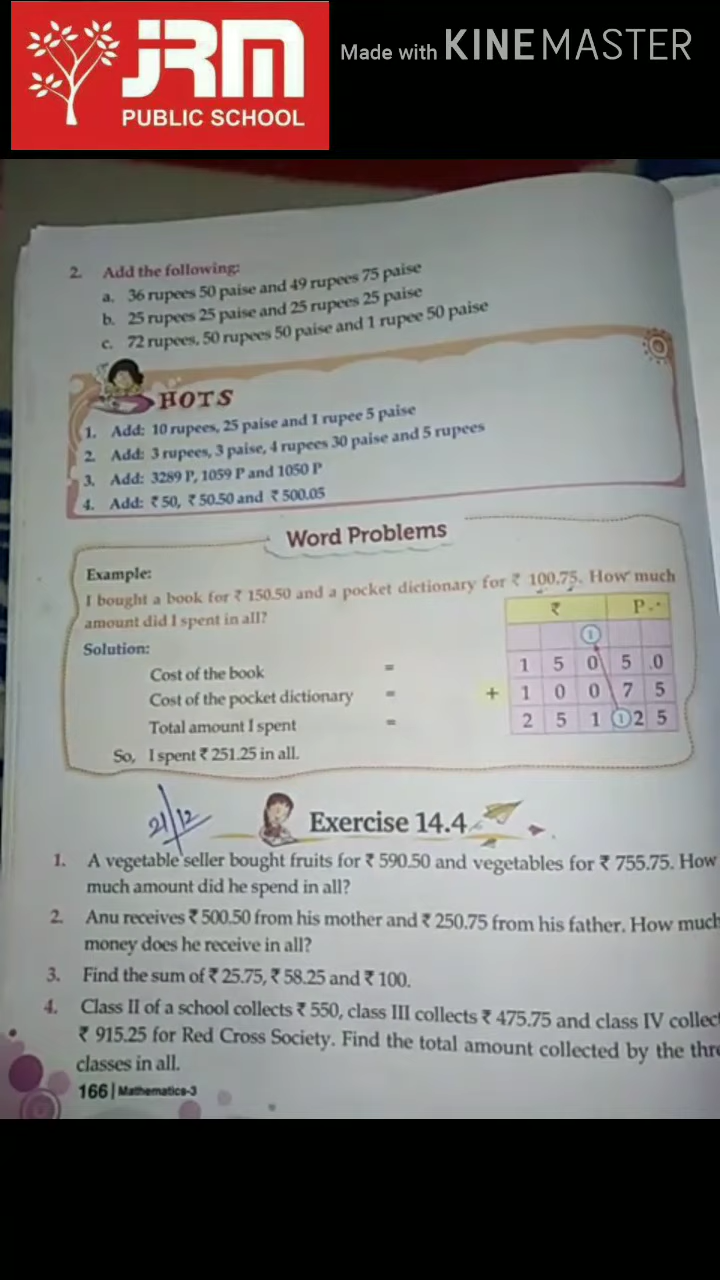 JRM
PUBLIC SCHOOL
Made with KINEMASTER
2. Add the following:
a. 36 rupees 50 paise and 49 rupees 75 paise
b. 25 rupees 25 paise and 25 rupees 25 paise
c. 72 rupees, 50 rupees 50 paise and 1 rupee 50 paise
HOTS
1. Add: 10 rupees, 25 paise and 1 rupee 5 paise
2. Add: 3 rupees, 3 paise, 4 rupees 30 paise and 5 rupees
3. Add: 3289 P, 1059 P and 1050 P
4. Add: ₹ 50, ₹ 50.50 and ₹ 500.05
Word Problems
Example:
I bought a book for ₹ 150.50 and a pocket dictionary for ₹ 100.75. How much
amount did I spent in all?
Solution:
₹ P.
1
Cost of the book = 1 5 0 5 0
Cost of the pocket dictionary = + 1 0 0 7 5
Total amount I spent = 2 5 1 1 2 5
So, I spent ₹ 251.25 in all.
21/12
Exercise 14.4
1. A vegetable seller bought fruits for ₹ 590.50 and vegetables for ₹ 755.75. How
much amount did he spend in all?
2. Anu receives ₹ 500.50 from his mother and ₹ 250.75 from his father. How much
money does he receive in all?
3. Find the sum of ₹ 25.75, ₹ 58.25 and ₹ 100.
4. Class II of a school collects ₹ 550, class III collects ₹ 475.75 and class IV collec
₹ 915.25 for Red Cross Society. Find the total amount collected by the thre
classes in all.
166 | Mathematics-3